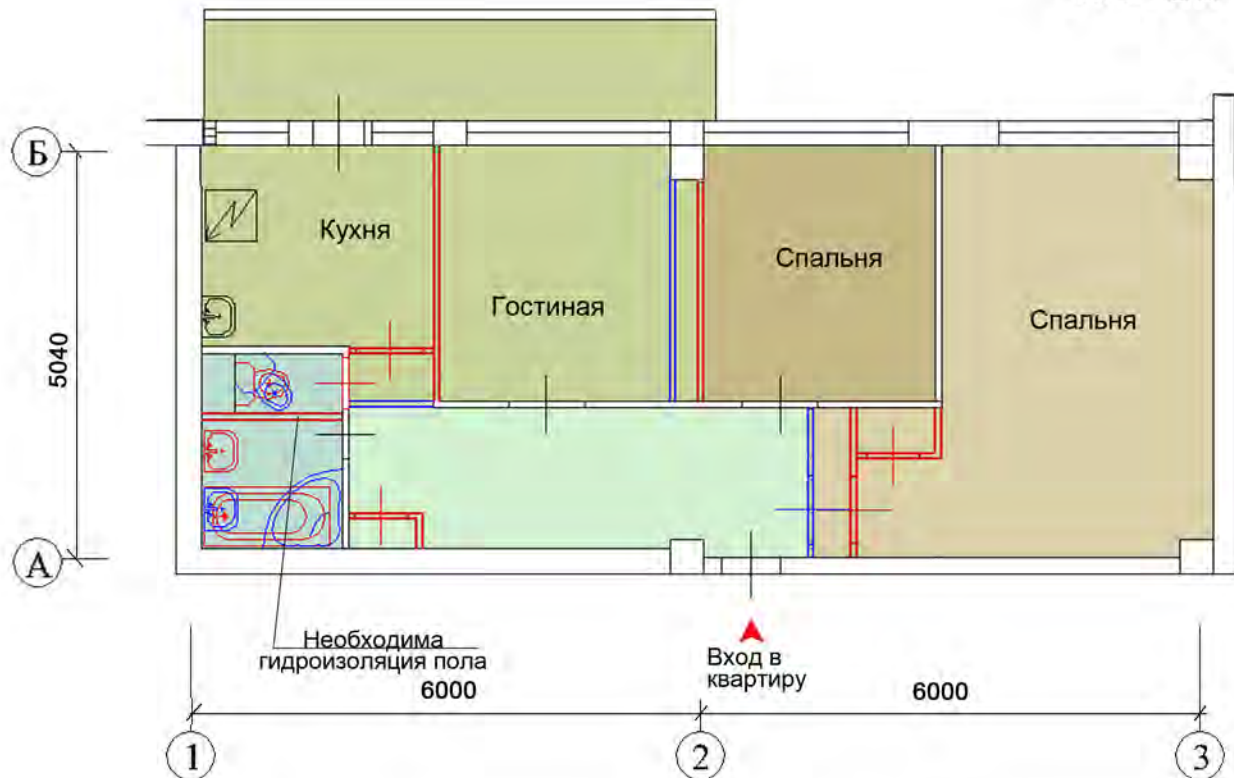 Б
Кухня
Спальня
Гостиная
Спальня
5040
А
Необходима
гидроизоляция пола
Вход в
квартиру
6000
6000
1
2
3